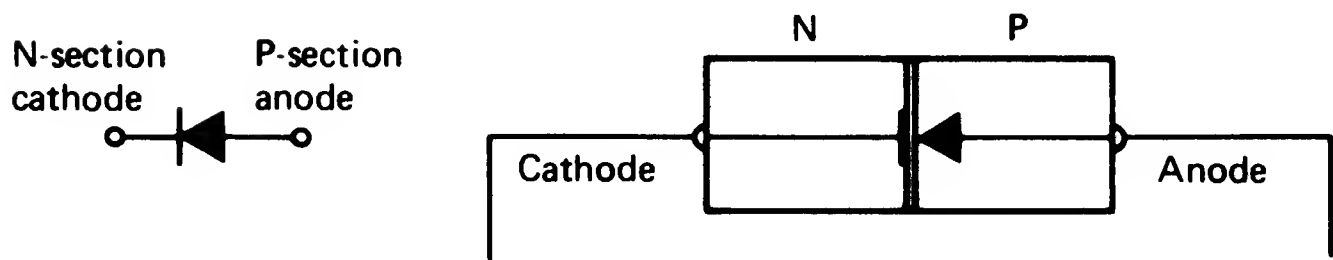 N-section
cathode
P-section
anode
N
P
Cathode
Anode